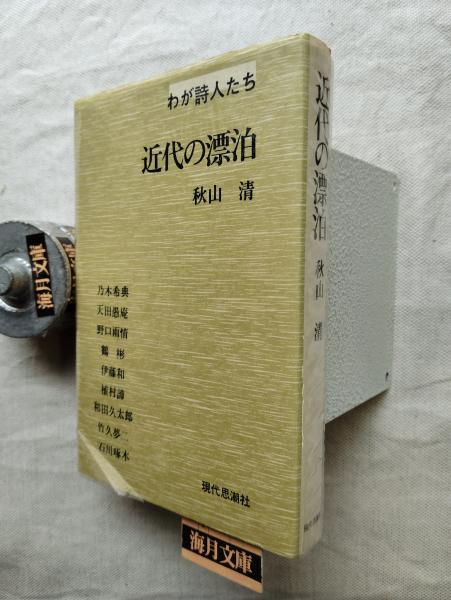 わが詩人たち
近代の漂泊
秋山 清
乃木希典
天田愚庵
野口雨情
鶴 彬
伊藤和
植村諦
和田久太郎
竹久夢二
石川啄木
現代思潮社
近代の漂泊
秋山 清
海月文庫
海月文庫